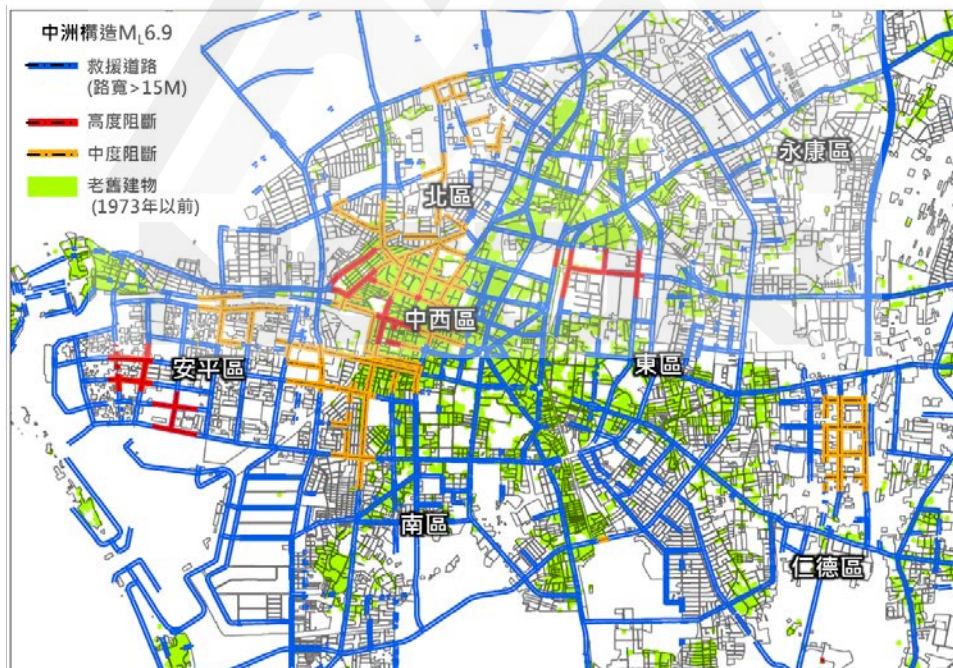 中洲構造ML6.9
救援道路
(路寬>15M)
高度阻斷
中度阻斷
老舊建物
(1973年以前)
永康區
北區
中西區
安平區
東區
南區
仁德區